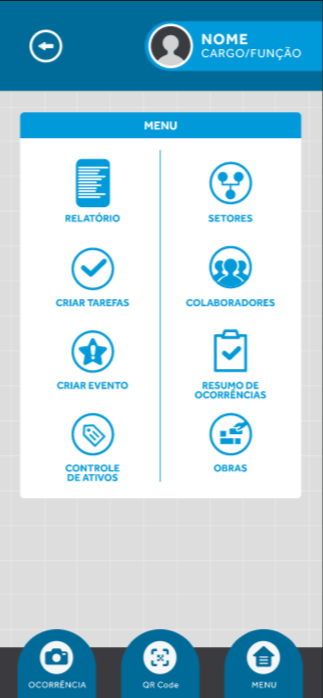 NOME
CARGO/FUNÇÃO
MENU
RELATÓRIO
SETORES
CRIAR TAREFAS
COLABORADORES
CRIAR EVENTO
RESUMO DE
OCORRÊNCIAS
CONTROLE
DE ATIVOS
OBRAS
OCORRÊNCIA
QR Code
MENU